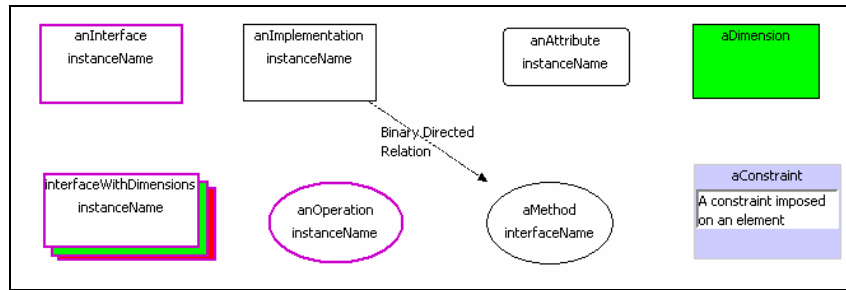 anInterface
instanceName
anImplementation
instanceName
anAttribute
instanceName
aDimension
Binary Directed
Relation
interfaceWithDimensions
instanceName
anOperation
instanceName
aMethod
interfaceName
aConstraint
A constraint imposed
on an element